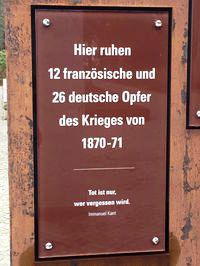 Hier ruhen
12 französische und
26 deutsche Opfer
des Krieges von
1870-71
Tot ist nur,
wer vergessen wird.
Immanuel Kant